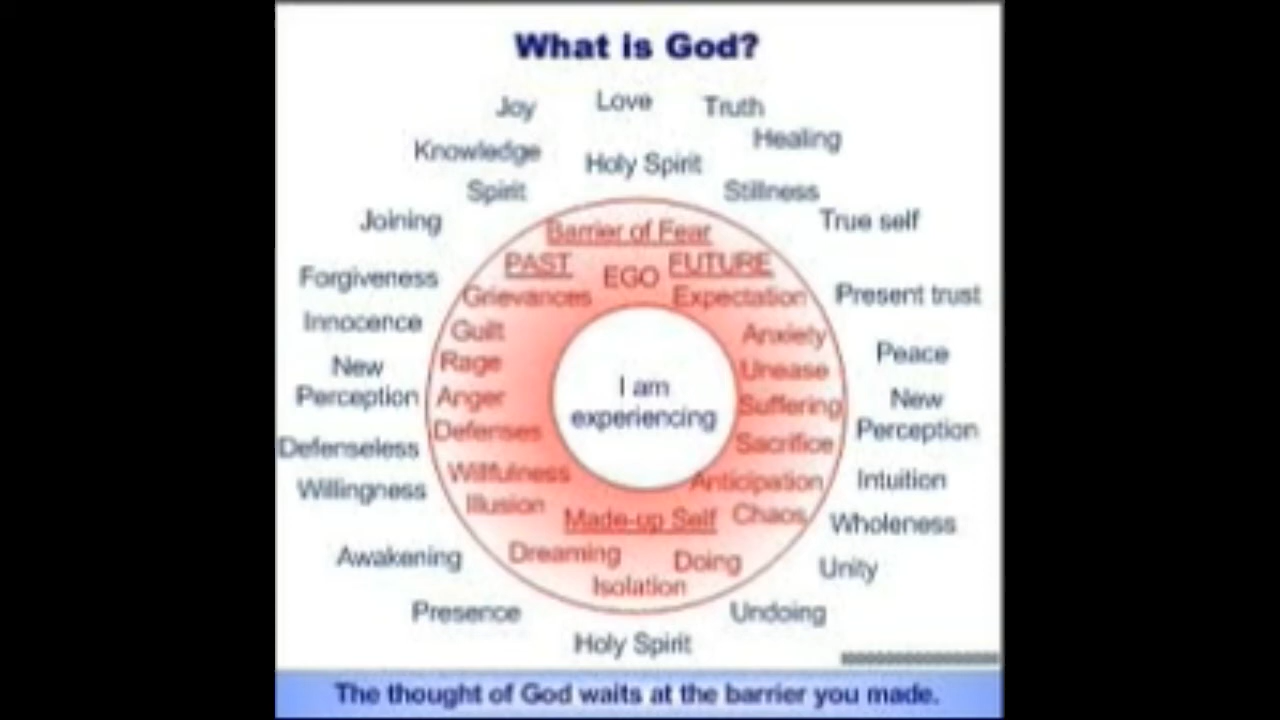 What is God?
Joy Love Truth
Healing
Knowledge
Holy Spirit
Spirit Stillness
Joining True self
Barrier of Fear
PAST EGO FUTURE
Forgiveness
Grievances Expectation Present trust
Innocence Guilt Anxiety
Peace
New
Perception
Rage Unease
Anger Suffering
New
Perception
Defenses Sacrifice
Defenseless
Willfulness Anticipation Intuition
Willingness
Illusion Chaos
Made-up Self Wholeness
I am
experiencing
Awakening Dreaming Doing Unity
Isolation
Presence Undoing
Holy Spirit
The thought of God waits at the barrier you made.